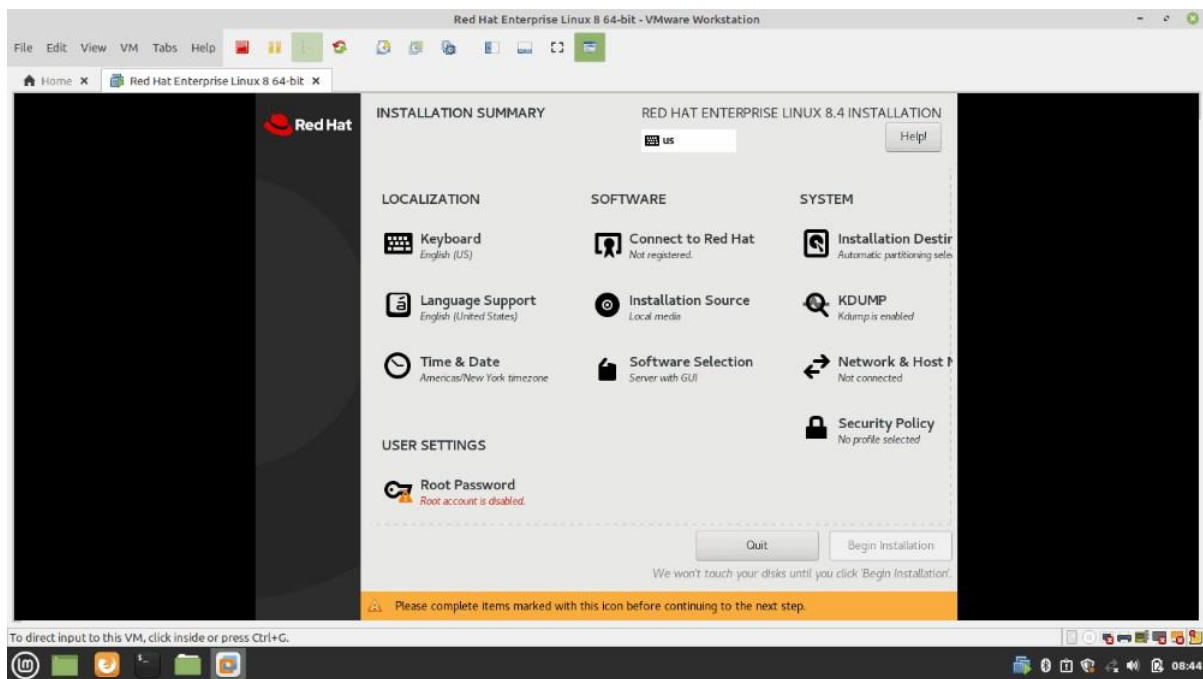 Red Hat Enterprise Linux 8 64-bit - VMware Workstation
File Edit View VM Tabs Help
Home Red Hat Enterprise Linux 8 64-bit
Red Hat
INSTALLATION SUMMARY
RED HAT ENTERPRISE LINUX 8.4 INSTALLATION
us
Help!
LOCALIZATION
Keyboard
English (US)
Language Support
English (United States)
Time & Date
Americas/New York timezone
SOFTWARE
Connect to Red Hat
Not registered.
Installation Source
Local media
Software Selection
Server with GUI
SYSTEM
Installation Destin
Automatic partitioning sele
KDUMP
Kdump is enabled
Network & Host N
Not connected
Security Policy
No profile selected
USER SETTINGS
Root Password
Root account is disabled.
Quit
Begin Installation
We won't touch your disks until you click 'Begin Installation'.
Please complete items marked with this icon before continuing to the next step.
To direct input to this VM, click inside or press Ctrl+G.
08:44